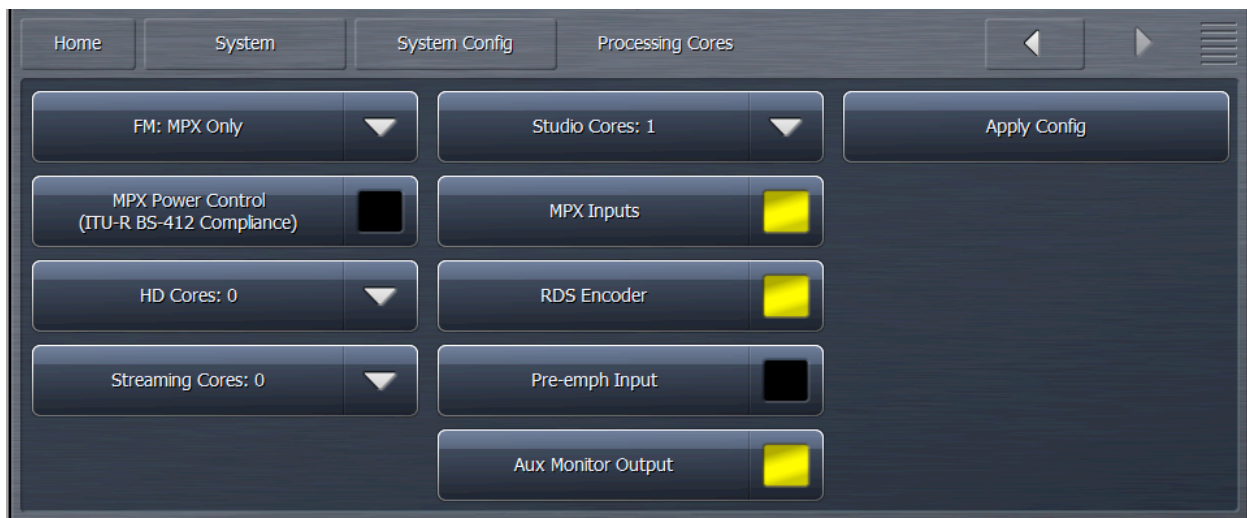 Home
System
System Config
Processing Cores
FM: MPX Only
Studio Cores: 1
Apply Config
MPX Power Control
(ITU-R BS-412 Compliance)
MPX Inputs
HD Cores: 0
RDS Encoder
Streaming Cores: 0
Pre-emph Input
Aux Monitor Output